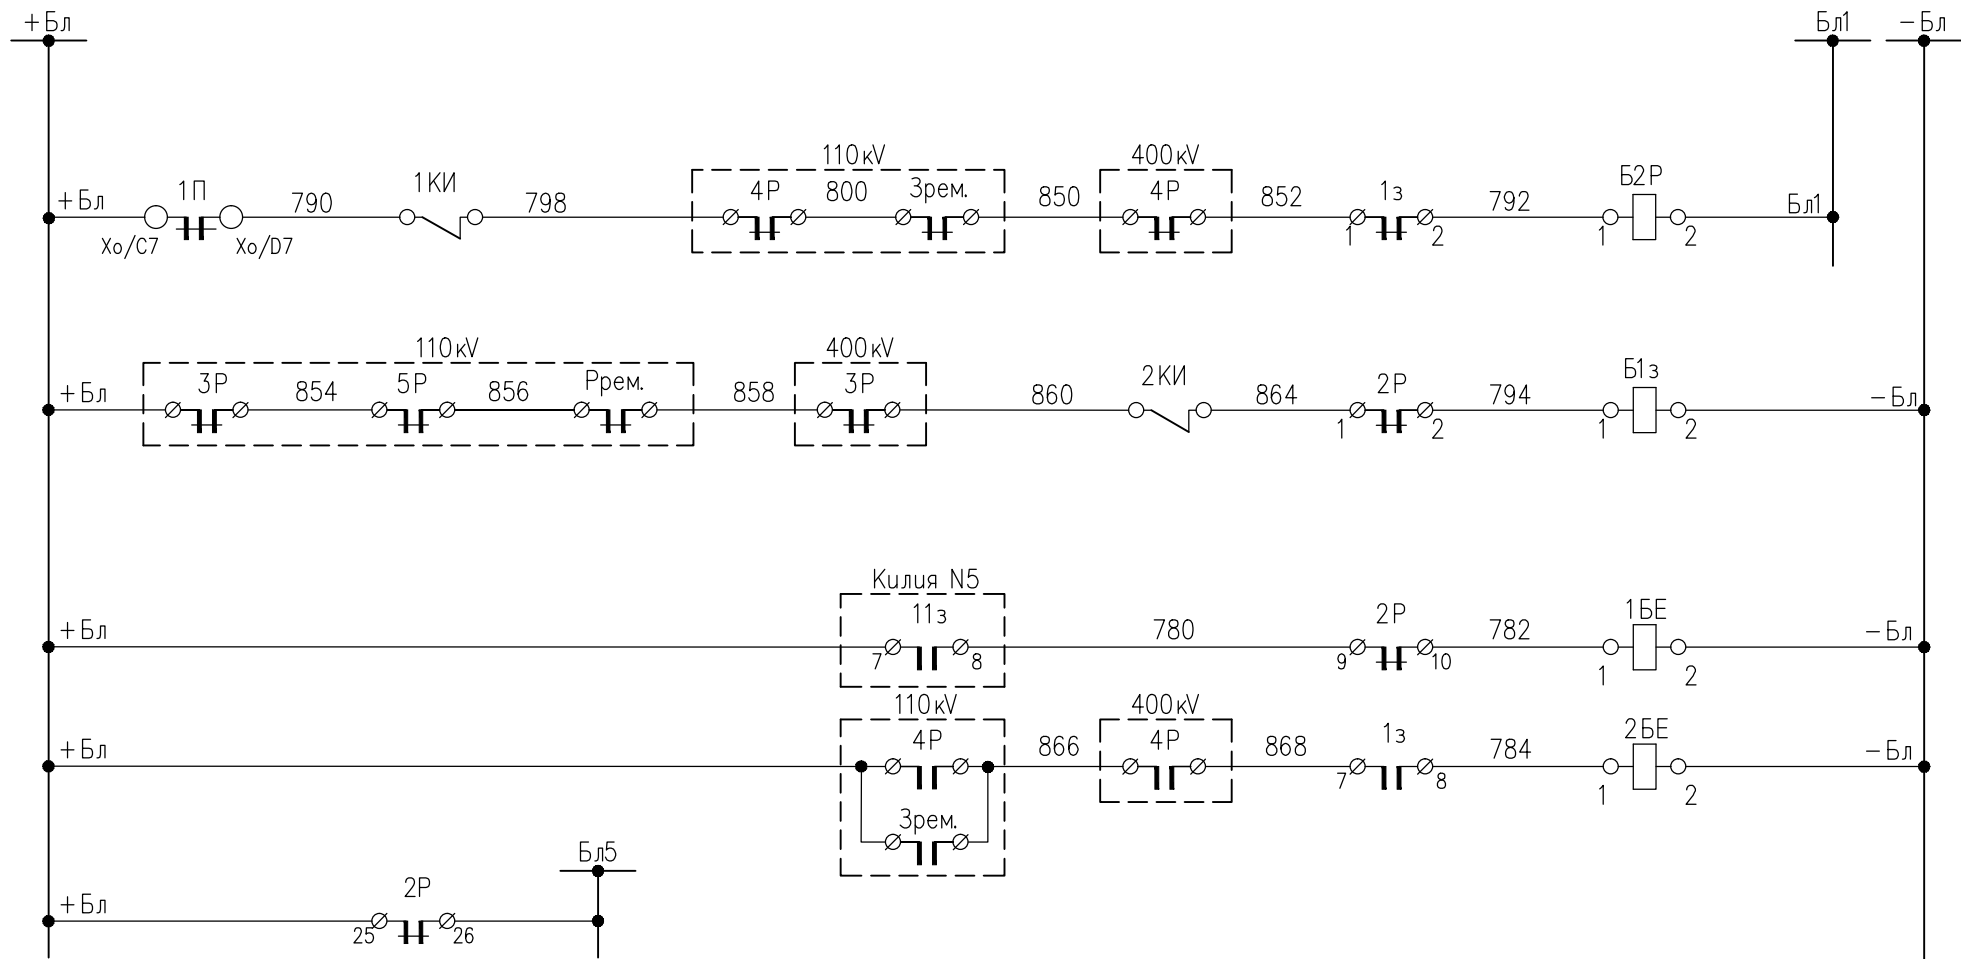 +Бл
Бл1
−Бл
110кV
400кV
+Бл 1П 790 1КИ 798 4Р 800 Зрем. 850 4Р 852 1з 792 Б2Р Бл1
Хо/С7 Хо/D7 1 2 1 2
110кV
400кV
+Бл 3Р 854 5Р 856 Ррем. 858 3Р 860 2КИ 864 2Р 794 Б1з −Бл
1 2 1 2
Килия N5
+Бл 11з 780 2Р 782 1БЕ −Бл
7 8 9 10 1 2
110кV
400кV
+Бл 4Р 866 4Р 868 1з 784 2БЕ −Бл
7 8 1 2
Зрем.
Бл5
+Бл 2Р
25 26